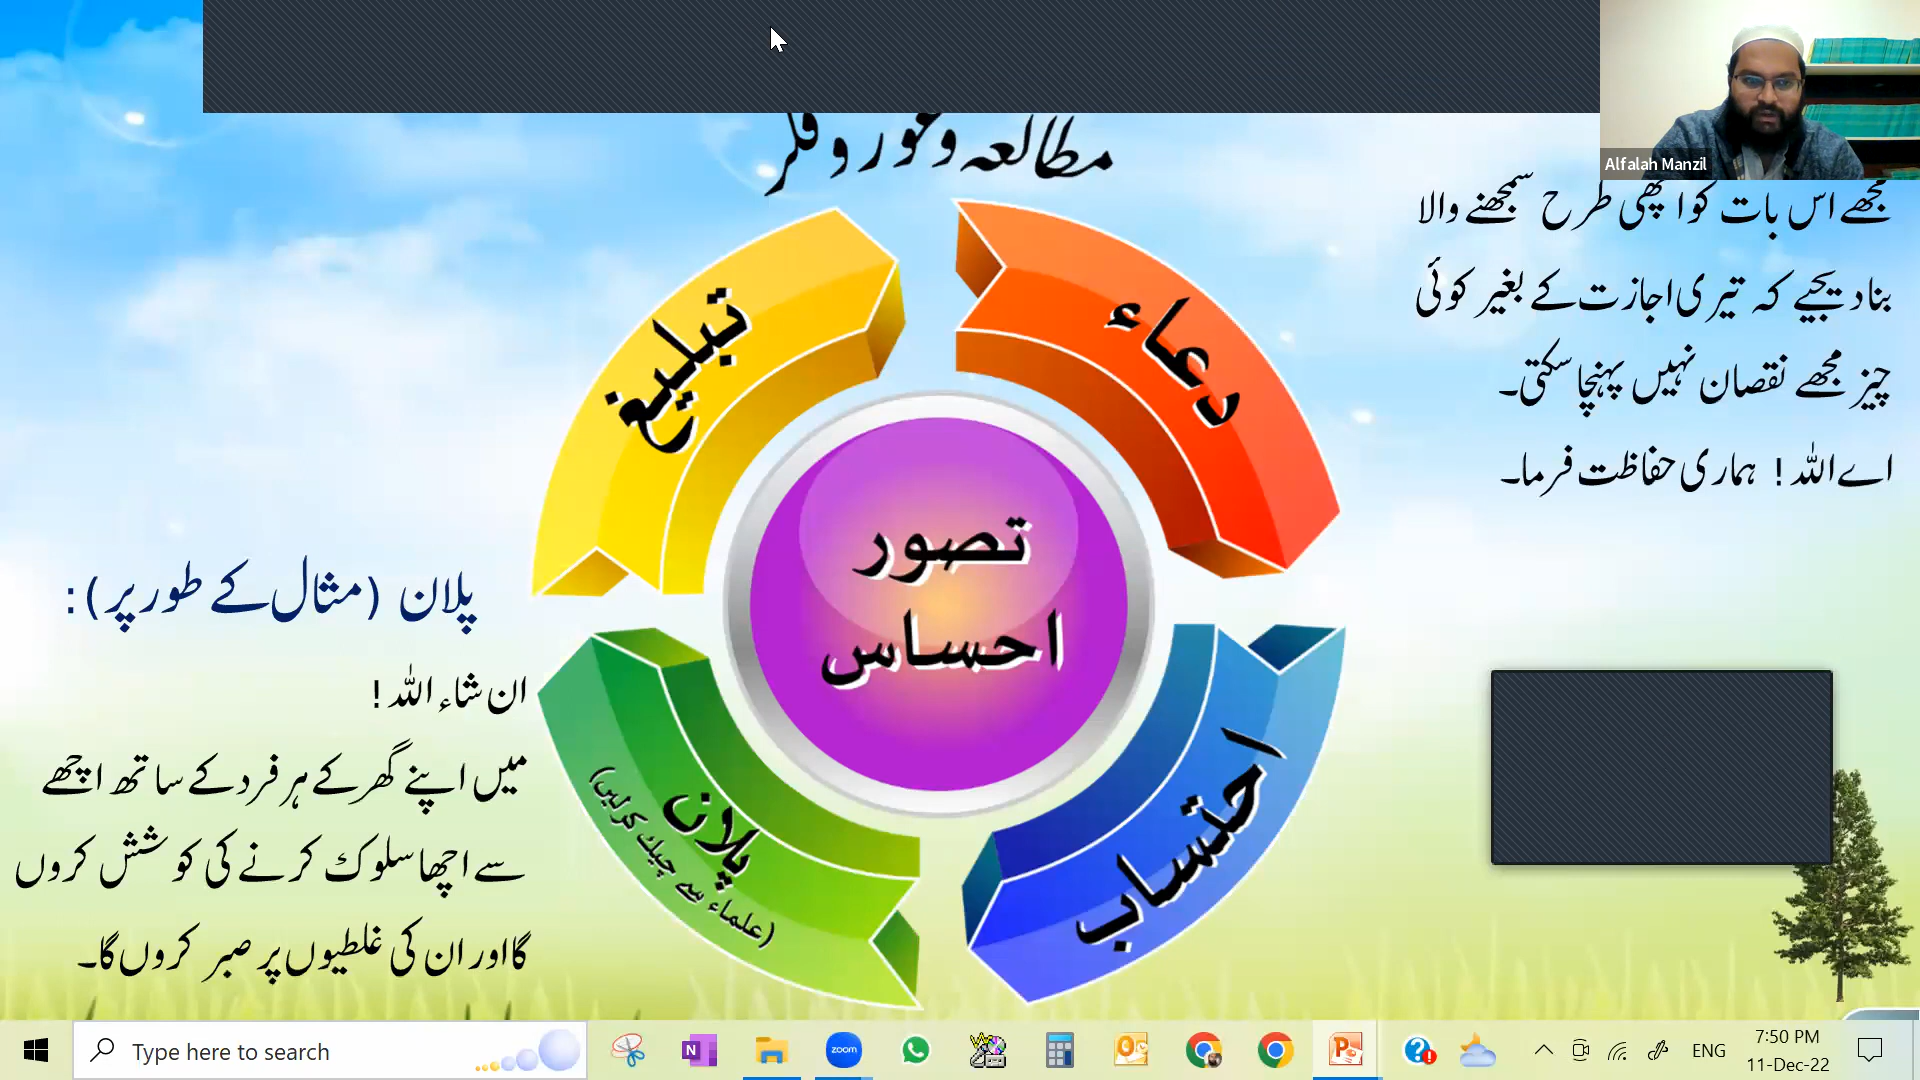 مطالعہ و غور و فکر
Alfalah Manzil
مجھے اس بات کو اچھی طرح سمجھنے والا
بنا دیجیے کہ تیری اجازت کے بغیر کوئی
چیز مجھے نقصان نہیں پہنچا سکتی۔
اے اللہ! ہماری حفاظت فرما۔
دعاء
تبلیغ
تصور
احساس
احتساب
پلان
(علماء سے چیک کرلیں)
پلان (مثال کے طور پر):
ان شاء اللہ!
میں اپنے گھر کے ہر فرد کے ساتھ اچھے
سے اچھا سلوک کرنے کی کوشش کروں
گا اور ان کی غلطیوں پر صبر کروں گا۔
Type here to search
zoom
ENG
7:50 PM
11-Dec-22